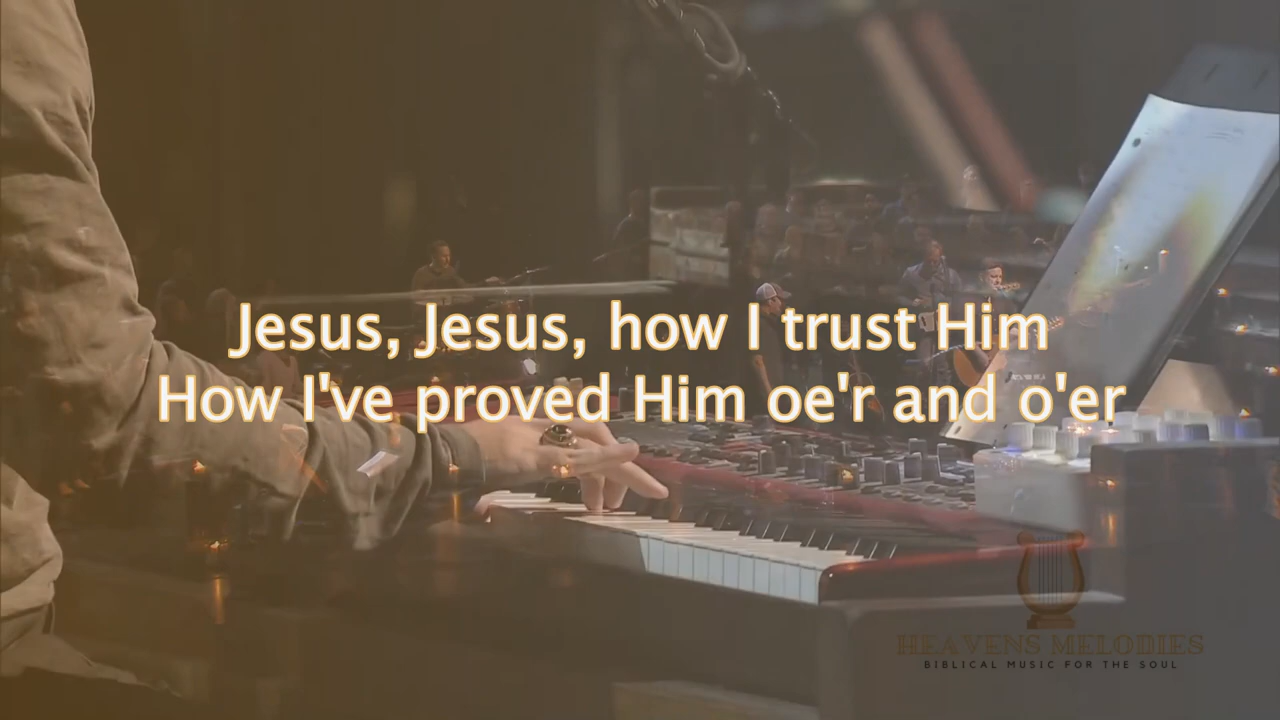 Jesus, Jesus, how I trust Him
How I've proved Him oe'r and o'er
HEAVENS MELODIES
BIBLICAL MUSIC FOR THE SOUL